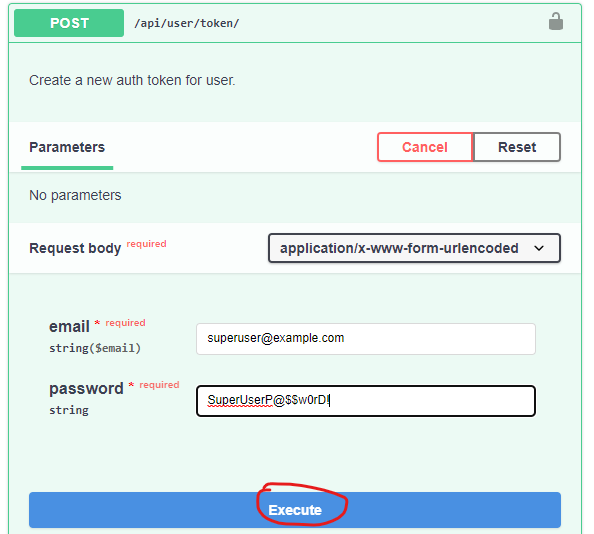 POST /api/user/token/
Create a new auth token for user.
Parameters Cancel Reset
No parameters
Request body required application/x-www-form-urlencoded
email * required
string($email) superuser@example.com
password * required
string SuperUserP@$$w0rD!
Execute